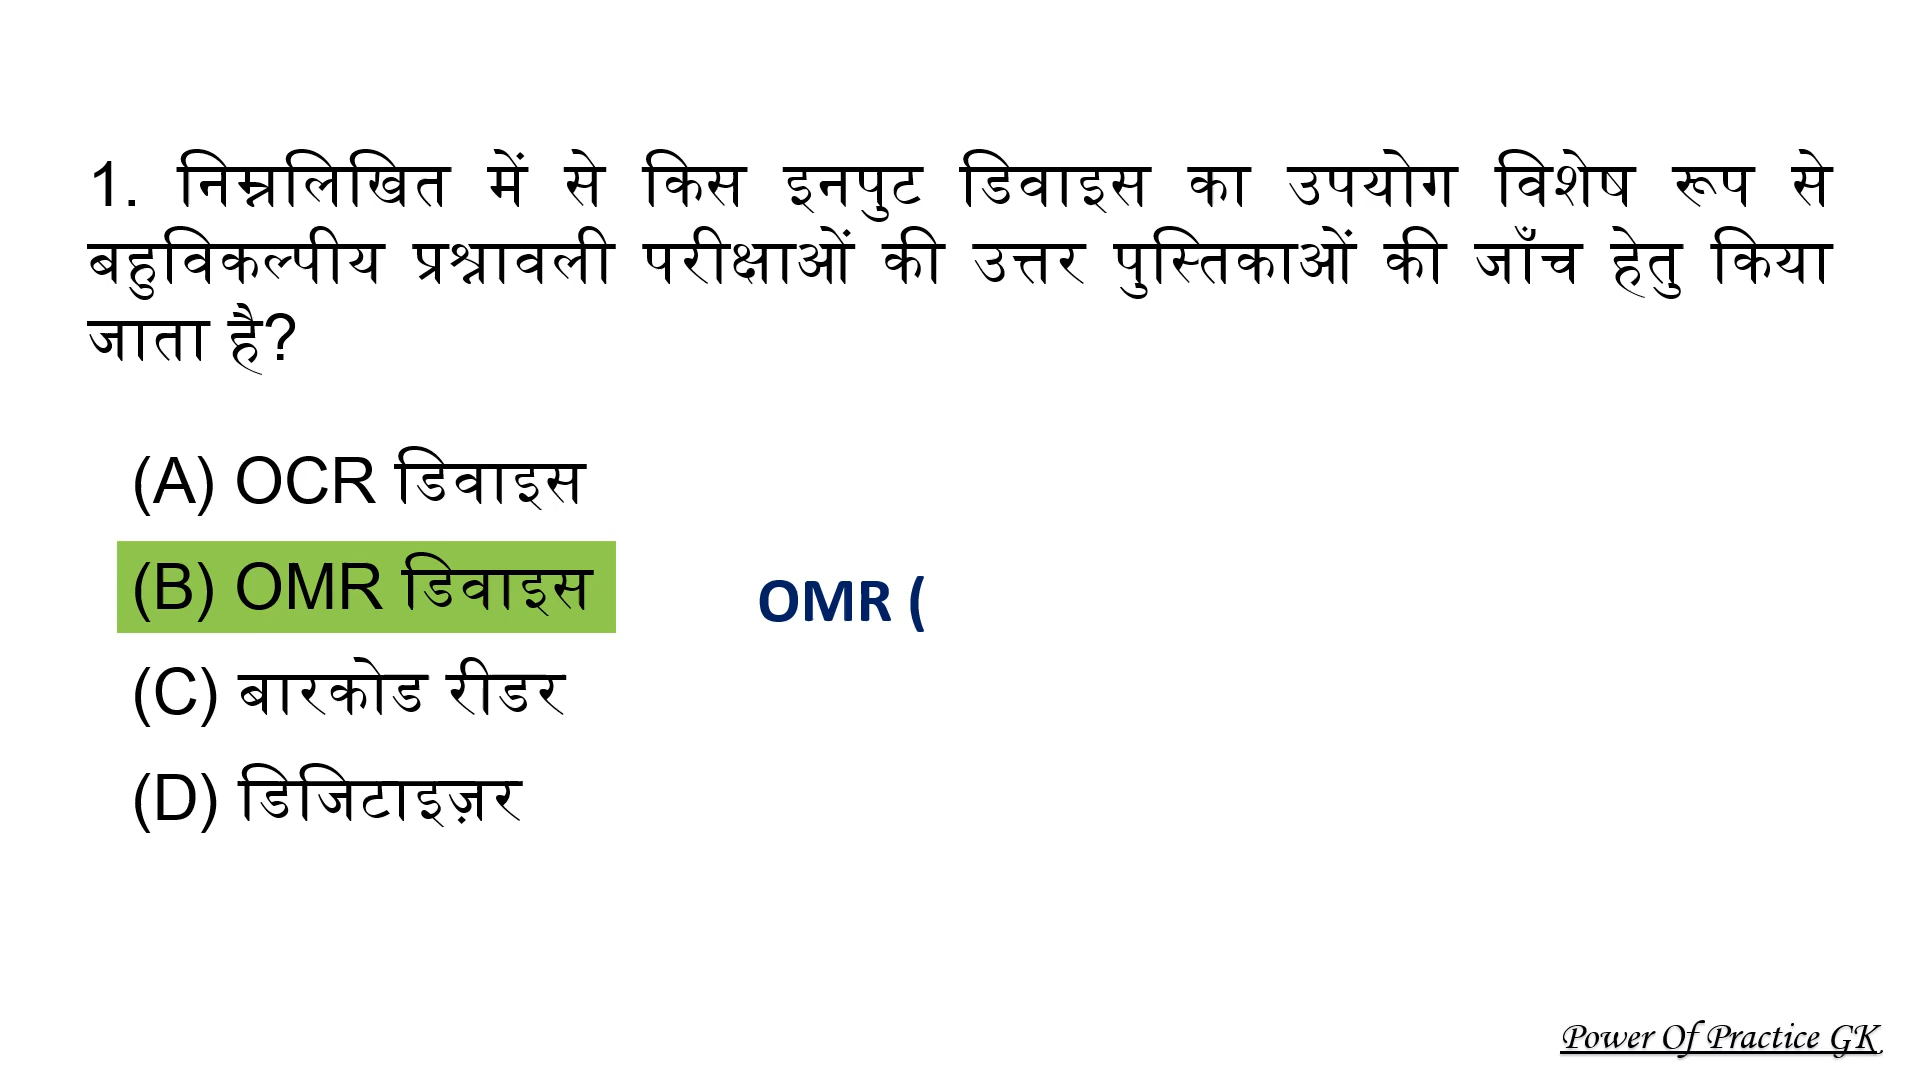 1. निम्नलिखित में से किस इनपुट डिवाइस का उपयोग विशेष रूप से
बहुविकल्पीय प्रश्नावली परीक्षाओं की उत्तर पुस्तिकाओं की जाँच हेतु किया
जाता है?
(A) OCR डिवाइस
(B) OMR डिवाइस
OMR (
(C) बारकोड रीडर
(D) डिजिटाइज़र
Power Of Practice GK